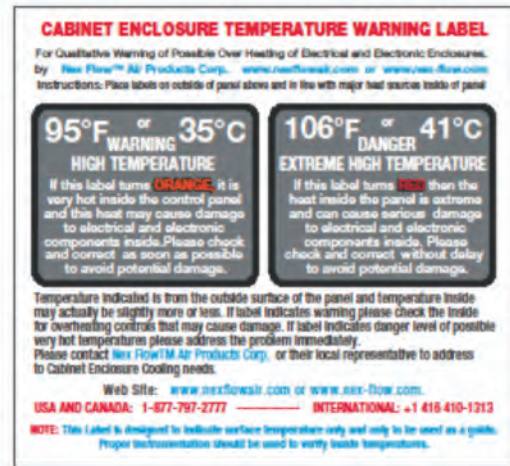 CABINET ENCLOSURE TEMPERATURE WARNING LABEL
For Qualitative Warning of Possible Over Heating of Electrical and Electronic Enclosures.
by Nex Flow™ Air Products Corp. www.nexflowair.com or www.nex-flow.com
Instructions: Place labels on outside of panel above and in line with major heat sources inside of panel
95°F or 35°C
WARNING
HIGH TEMPERATURE
If this label turns ORANGE, it is
very hot inside the control panel
and this heat may cause damage
to electrical and electronic
components inside.Please check
and correct as soon as possible
to avoid potential damage.
106°F or 41°C
DANGER
EXTREME HIGH TEMPERATURE
If this label turns RED then the
heat inside the panel is extreme
and can cause serious damage
to electrical and electronic
components inside. Please
check and correct without delay
to avoid potential damage.
Temperature indicated is from the outside surface of the panel and temperature inside
may actually be slightly more or less. If label indicates warning please check the inside
for overheating controls that may cause damage. If label indicates danger level of possible
very hot temperatures please address the problem immediately.
Please contact Nex FlowTM Air Products Corp. or their local representative to address
to Cabinet Enclosure Cooling needs.
Web Site: www.nexflowair.com or www.nex-flow.com.
USA AND CANADA: 1-877-797-2777 ———— INTERNATIONAL: +1 416 410-1313
NOTE: This Label is designed to indicate surface temperature only and only to be used as a guide.
Proper instrumentation should be used to verify inside temperatures.